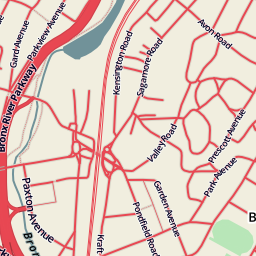 Gard Avenue
Parkview Avenue
Kensington Road
Sagamore Road
Avon Road
Bronx River Parkway
Valley Road
Prescott Avenue
Park Avenue
Garden Avenue
Pondfield Road
Paxton Avenue
Bron
Kraft
B